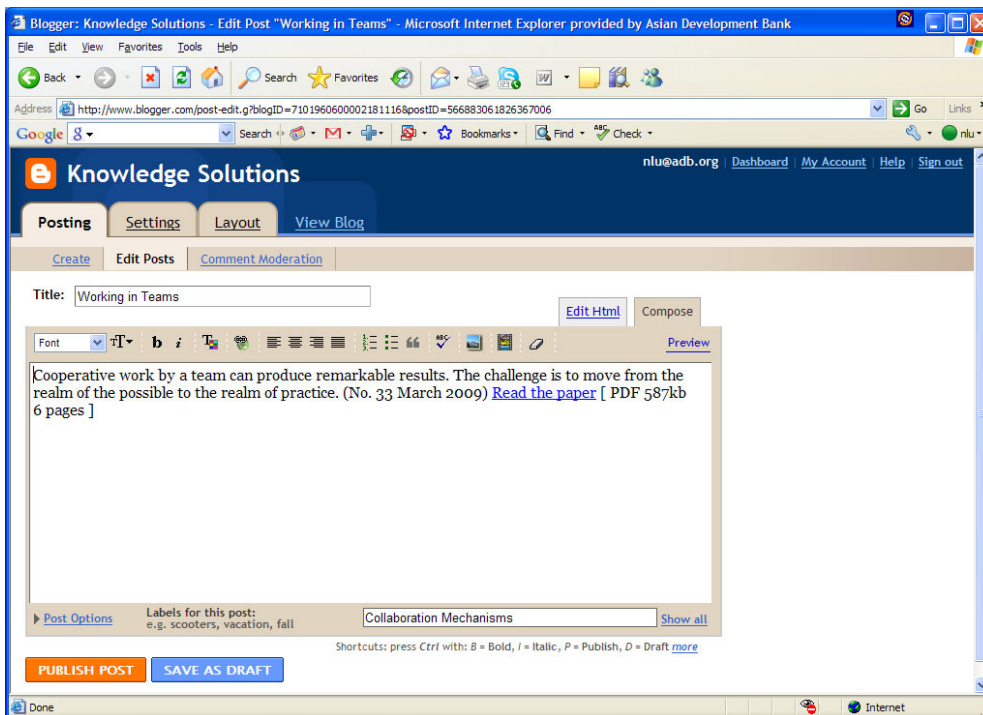 Blogger: Knowledge Solutions - Edit Post "Working in Teams" - Microsoft Internet Explorer provided by Asian Development Bank
File Edit View Favorites Tools Help
Back Search Favorites
Address http://www.blogger.com/post-edit.g?blogID=7101960600002181116&postID=566883061826367006 Go Links
Google Search Bookmarks Find Check nlu
nlu@adb.org | Dashboard | My Account | Help | Sign out
Knowledge Solutions
Posting Settings Layout View Blog
Create Edit Posts Comment Moderation
Title: Working in Teams
Edit Html Compose
Font b i Preview
Cooperative work by a team can produce remarkable results. The challenge is to move from the
realm of the possible to the realm of practice. (No. 33 March 2009) Read the paper [ PDF 587kb
6 pages ]
Post Options Labels for this post: Collaboration Mechanisms Show all
e.g. scooters, vacation, fall
Shortcuts: press Ctrl with: B = Bold, I = Italic, P = Publish, D = Draft more
PUBLISH POST SAVE AS DRAFT
Done Internet